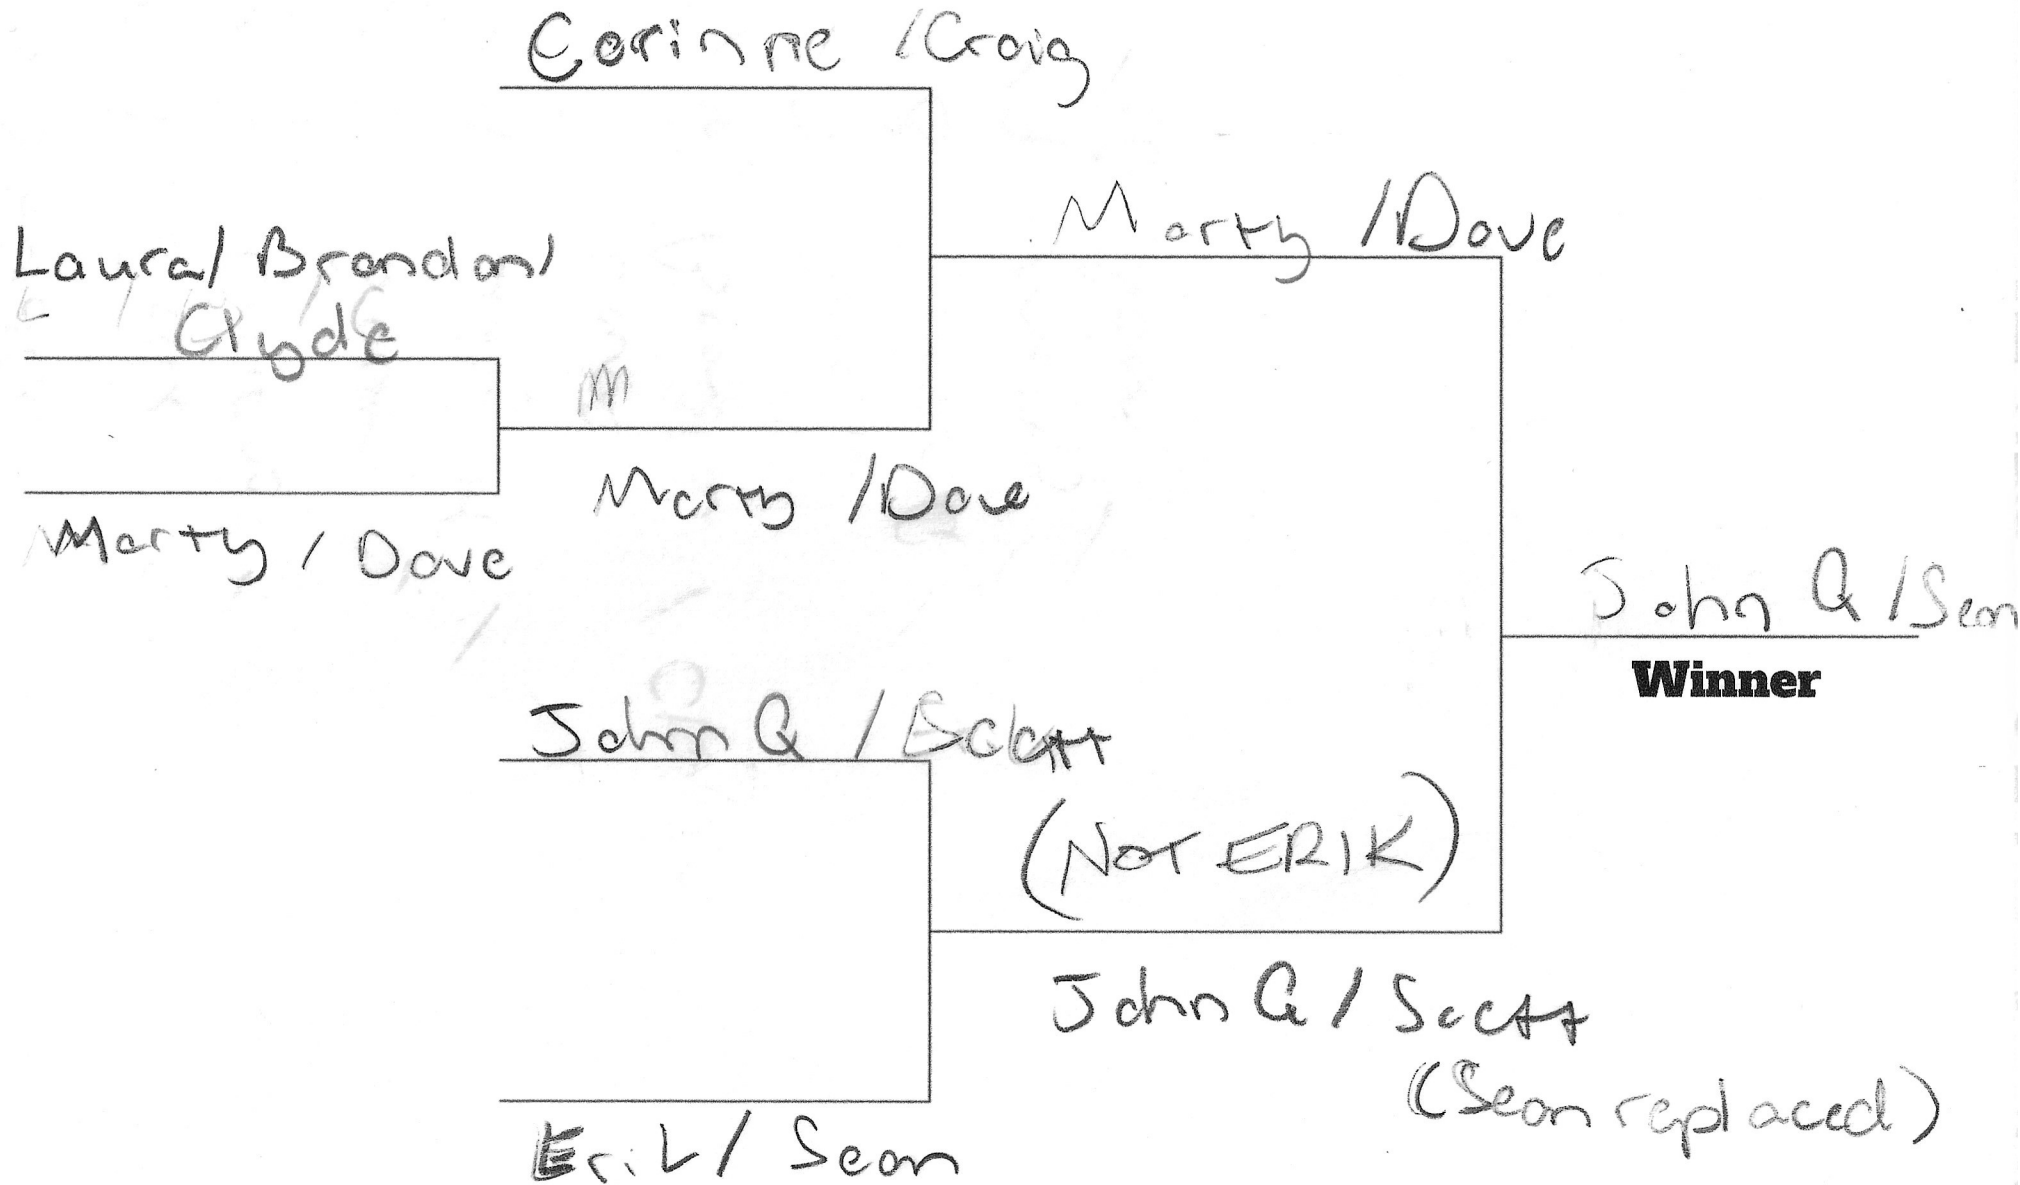 Corinne / Craig
Marty / Dave
Laura / Brandon /
Clyde
M
Marty / Dave
Marty / Dave
John Q / Sean
Winner
John Q / Scott
(NOT ERIK)
John Q / Scott
(Sean replaced)
Erik / Sean